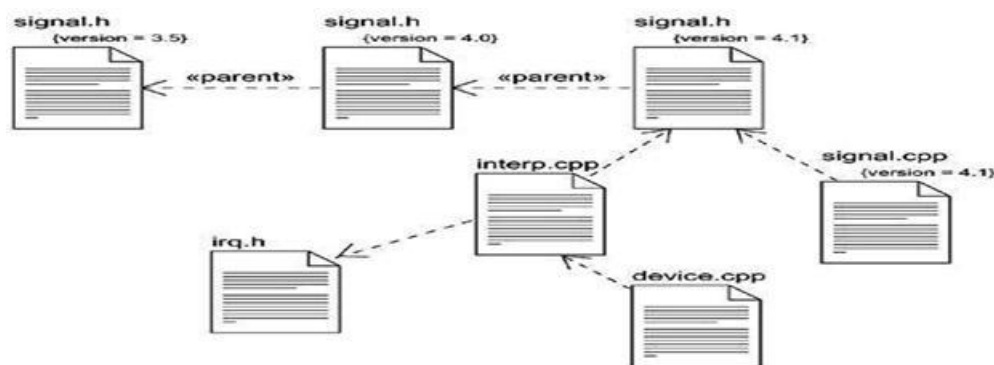 signal.h
{version = 3.5}
signal.h
{version = 4.0}
signal.h
{version = 4.1}
«parent»
«parent»
interp.cpp
signal.cpp
{version = 4.1}
irq.h
device.cpp